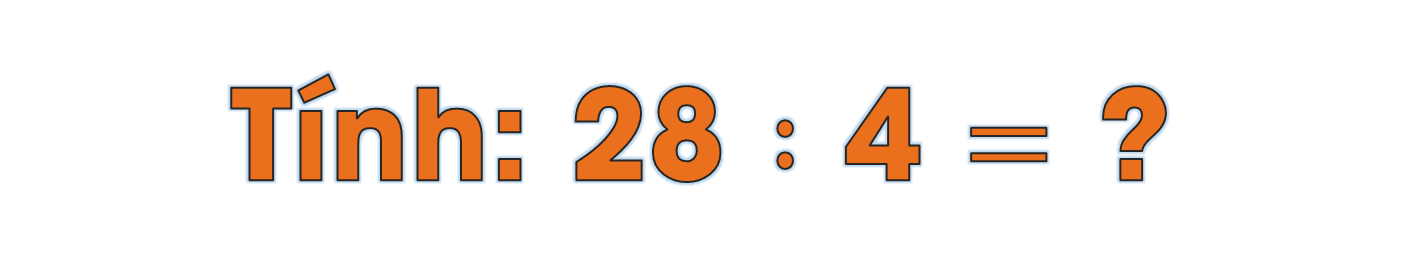 Tính: 28 : 4 = ?